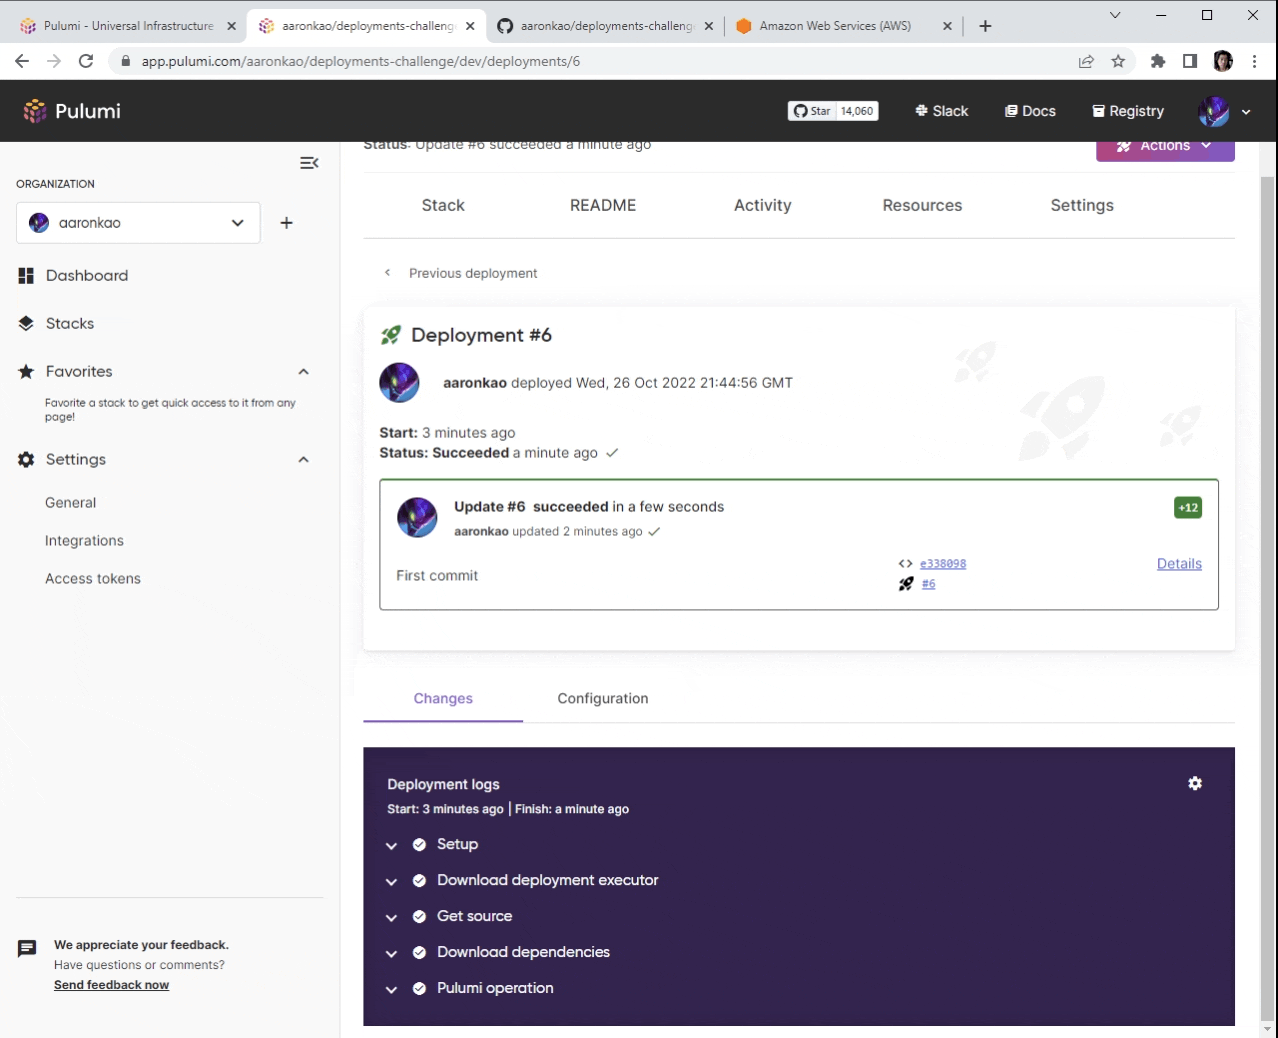 Pulumi - Universal Infrastructure
aaronkao/deployments-challenge
aaronkao/deployments-challenge
Amazon Web Services (AWS)
app.pulumi.com/aaronkao/deployments-challenge/dev/deployments/6
Pulumi
Star 14,060
Slack
Docs
Registry
Status: Update #6 succeeded a minute ago
Actions
ORGANIZATION
aaronkao
Dashboard
Stacks
Favorites
Favorite a stack to get quick access to it from any
page!
Settings
General
Integrations
Access tokens
We appreciate your feedback.
Have questions or comments?
Send feedback now
Stack
README
Activity
Resources
Settings
Previous deployment
Deployment #6
aaronkao deployed Wed, 26 Oct 2022 21:44:56 GMT
Start: 3 minutes ago
Status: Succeeded a minute ago
Update #6 succeeded in a few seconds
+12
aaronkao updated 2 minutes ago
First commit
e338098
#6
Details
Changes
Configuration
Deployment logs
Start: 3 minutes ago | Finish: a minute ago
Setup
Download deployment executor
Get source
Download dependencies
Pulumi operation